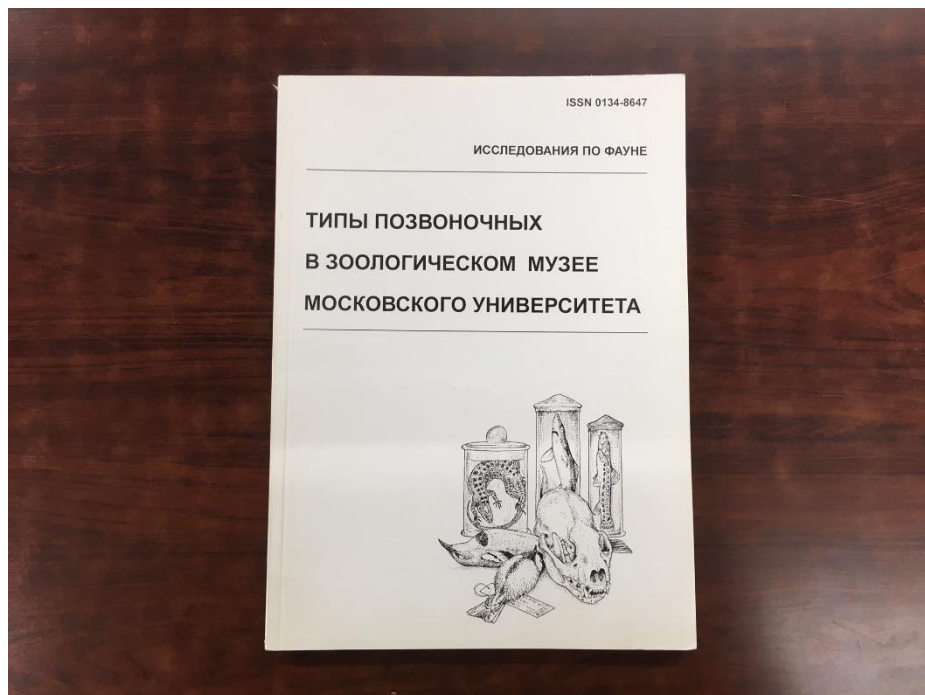 ISSN 0134-8647
ИССЛЕДОВАНИЯ ПО ФАУНЕ
ТИПЫ ПОЗВОНОЧНЫХ
В ЗООЛОГИЧЕСКОМ МУЗЕЕ
МОСКОВСКОГО УНИВЕРСИТЕТА